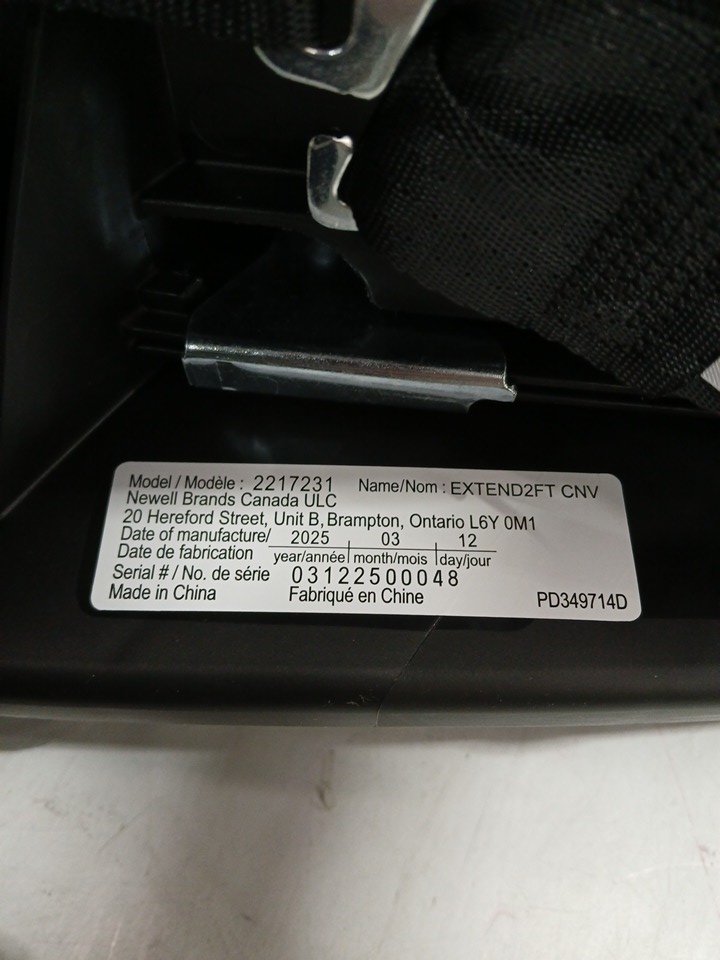 Model / Modèle : 2217231 Name/Nom : EXTEND2FT CNV
Newell Brands Canada ULC
20 Hereford Street, Unit B, Brampton, Ontario L6Y 0M1
Date of manufacture/ 2025 03 12
Date de fabrication year/année month/mois day/jour
Serial # / No. de série 03122500048
Made in China Fabriqué en Chine PD349714D